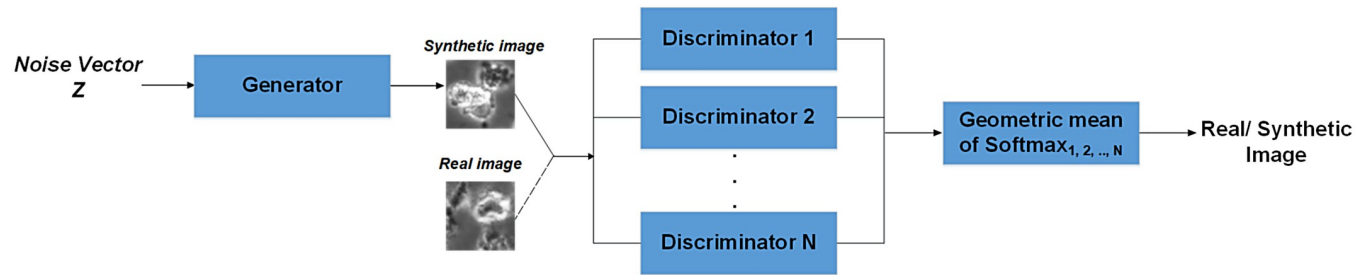 Noise Vector
Z
Generator
Synthetic image
Real image
Discriminator 1
Discriminator 2
Discriminator N
Geometric mean
of Softmax1, 2, .., N
Real/ Synthetic
Image